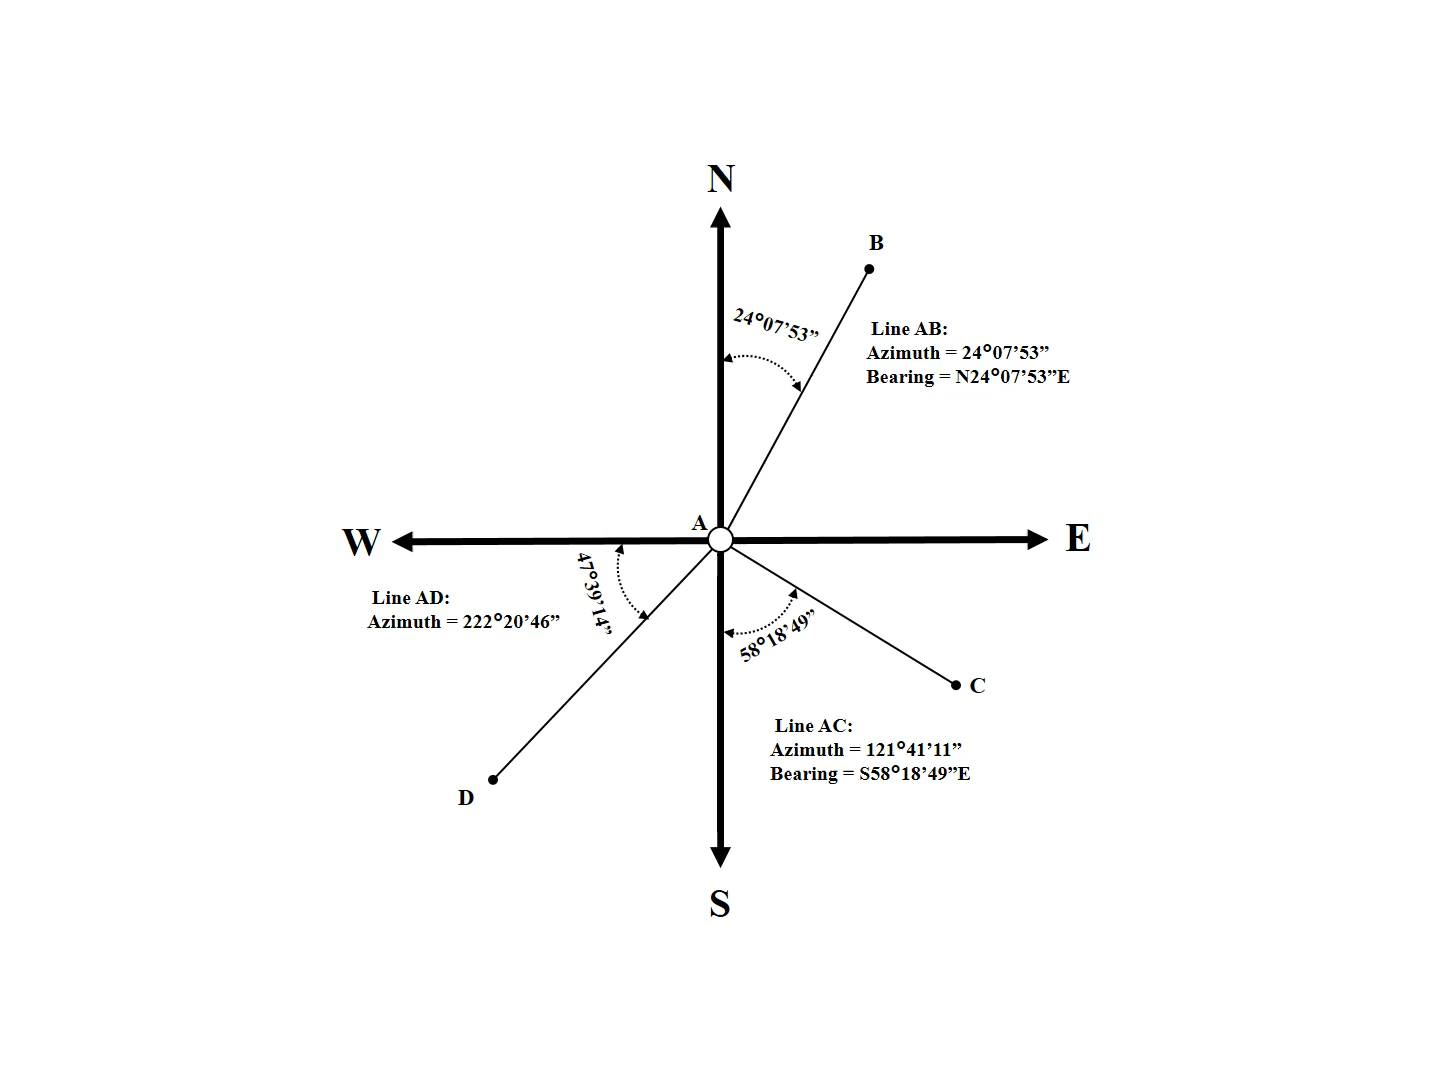 N
B
24°07’53”
Line AB:
Azimuth = 24°07’53”
Bearing = N24°07’53”E
A
W
E
47°39’14”
Line AD:
Azimuth = 222°20’46”
58°18’49”
C
Line AC:
Azimuth = 121°41’11”
Bearing = S58°18’49”E
D
S